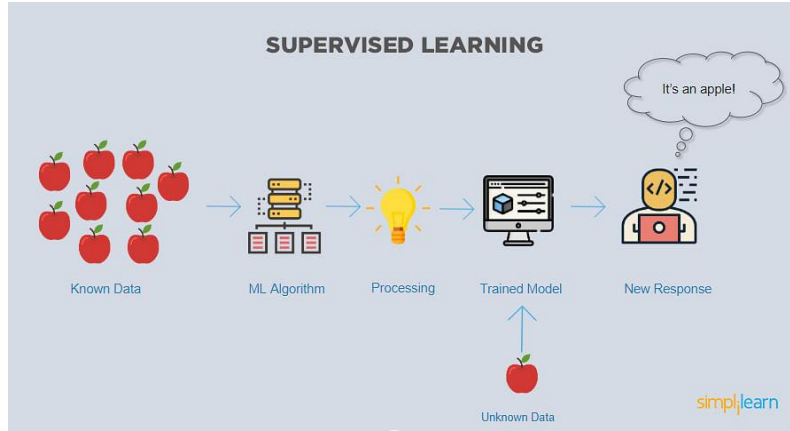 SUPERVISED LEARNING
It's an apple!
</>
Known Data
ML Algorithm
Processing
Trained Model
New Response
Unknown Data
simplilearn